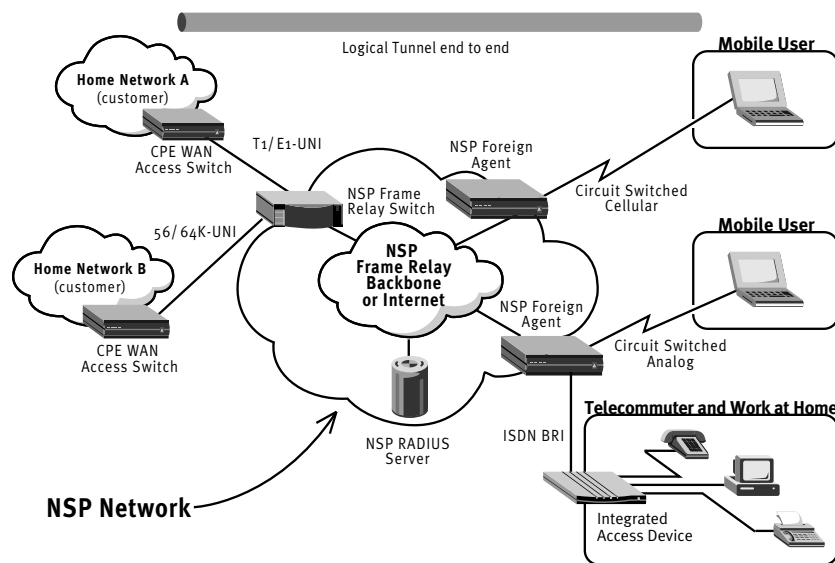 Logical Tunnel end to end
Mobile User
Home Network A
(customer)
CPE WAN
Access Switch
T1/E1-UNI
NSP Foreign
Agent
NSP Frame
Relay Switch
Circuit Switched
Cellular
56/64K-UNI
Mobile User
Home Network B
(customer)
CPE WAN
Access Switch
NSP
Frame Relay
Backbone
or Internet
NSP Foreign
Agent
Circuit Switched
Analog
NSP RADIUS
Server
ISDN BRI
Telecommuter and Work at Home
NSP Network
Integrated
Access Device